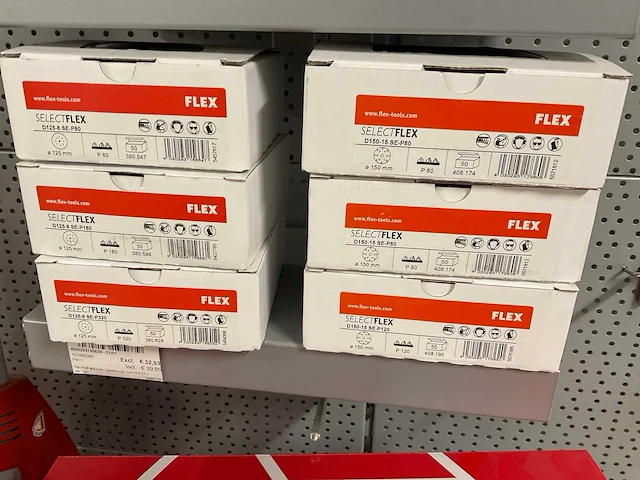 www.flex-tools.com FLEX
SELECTFLEX
D125-8 SE-P80
ø 125 mm P 80 50 380.547
www.flex-tools.com FLEX
SELECTFLEX
D125-8 SE-P180
ø 125 mm P 180 50 380.598
flex-tools.com FLEX
SELECTFLEX
D125-8 SE-P320
ø 125 mm P 320 50 380.628
Excl. € 32,93
Incl.
www.flex-tools.com FLEX
SELECTFLEX
D150-15 SE-P80
ø 150 mm P 80 50 408.174
www.flex-tools.com FLEX
SELECTFLEX
D150-15 SE-P80
ø 150 mm P 80 50 408.174
flex-tools.com FLEX
SELECTFLEX
D150-15 SE-P120
ø 150 mm P 120 50 408.190